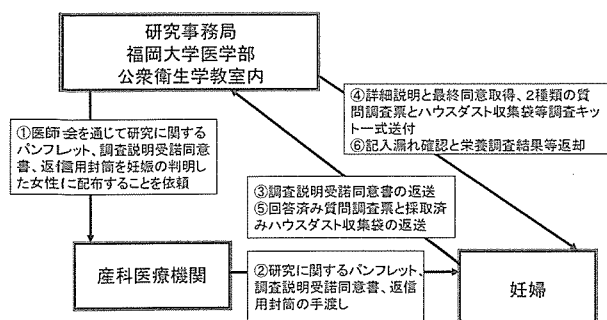 研究事務局
福岡大学医学部
公衆衛生学教室内
①医師会を通じて研究に関する
パンフレット、調査説明受諾同意
書、返信用封筒を妊娠の判明し
た女性に配布することを依頼
④詳細説明と最終同意取得、2種類の質
問調査票とハウスダスト収集袋等調査キッ
ト一式送付
⑥記入漏れ確認と栄養調査結果等返却
③調査説明受諾同意書の返送
⑤回答済み質問調査票と採取済
みハウスダスト収集袋の返送
産科医療機関
②研究に関するパンフレット、
調査説明受諾同意書、返信
用封筒の手渡し
妊婦